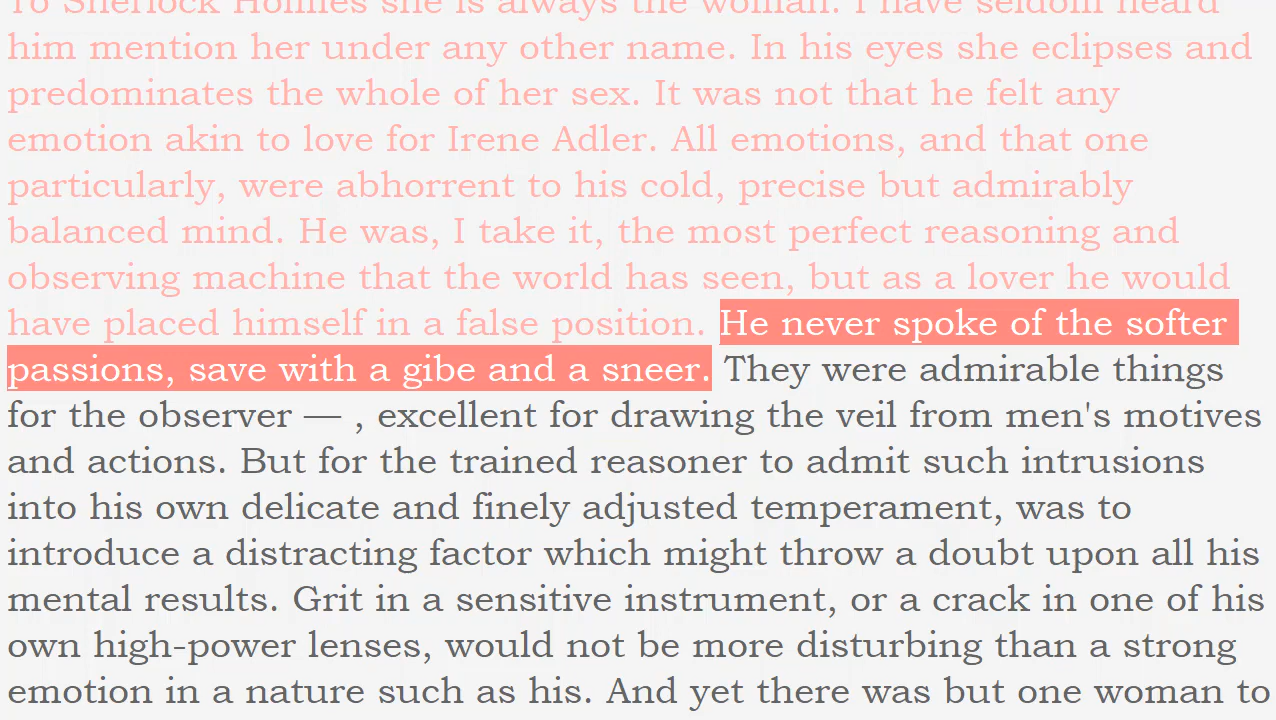 To Sherlock Holmes she is always the woman. I have seldom heard
him mention her under any other name. In his eyes she eclipses and
predominates the whole of her sex. It was not that he felt any
emotion akin to love for Irene Adler. All emotions, and that one
particularly, were abhorrent to his cold, precise but admirably
balanced mind. He was, I take it, the most perfect reasoning and
observing machine that the world has seen, but as a lover he would
have placed himself in a false position. He never spoke of the softer
passions, save with a gibe and a sneer. They were admirable things
for the observer — , excellent for drawing the veil from men's motives
and actions. But for the trained reasoner to admit such intrusions
into his own delicate and finely adjusted temperament, was to
introduce a distracting factor which might throw a doubt upon all his
mental results. Grit in a sensitive instrument, or a crack in one of his
own high-power lenses, would not be more disturbing than a strong
emotion in a nature such as his. And yet there was but one woman to